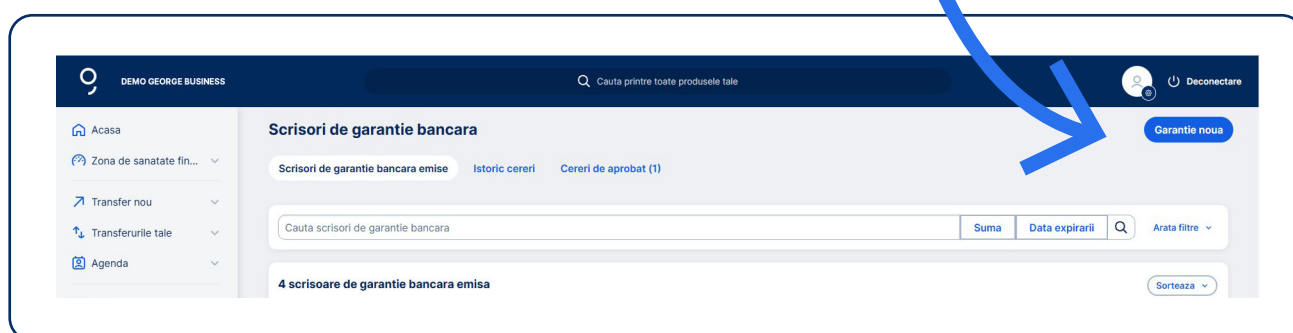 DEMO GEORGE BUSINESS
Cauta printre toate produsele tale
Deconectare
Acasa
Zona de sanatate fin...
Transfer nou
Transferurile tale
Agenda
Scrisori de garantie bancara
Garantie noua
Scrisori de garantie bancara emise
Istoric cereri
Cereri de aprobat (1)
Cauta scrisori de garantie bancara
Suma
Data expirarii
Arata filtre
4 scrisoare de garantie bancara emisa
Sorteaza